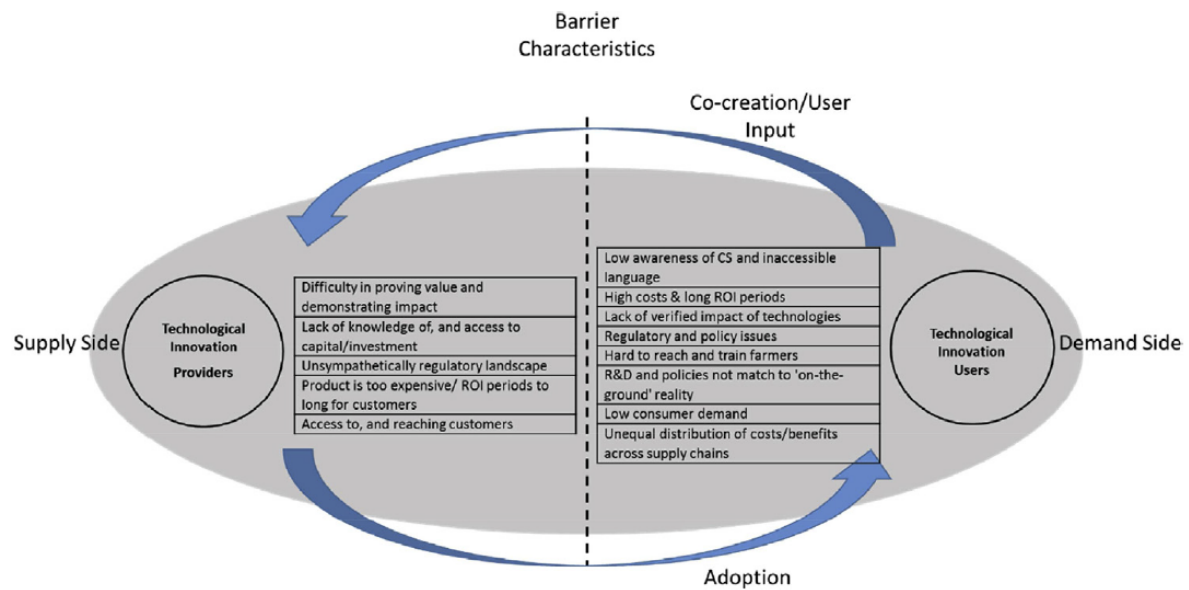 Barrier
Characteristics
Co-creation/User
Input
Supply Side
Technological
Innovation
Providers
Difficulty in proving value and
demonstrating impact
Lack of knowledge of, and access to
capital/investment
Unsympathetically regulatory landscape
Product is too expensive/ ROI periods to
long for customers
Access to, and reaching customers
Low awareness of CS and inaccessible
language
High costs & long ROI periods
Lack of verified impact of technologies
Regulatory and policy issues
Hard to reach and train farmers
R&D and policies not match to 'on-the-
ground' reality
Low consumer demand
Unequal distribution of costs/benefits
across supply chains
Technological
Innovation
Users
Demand Side
Adoption